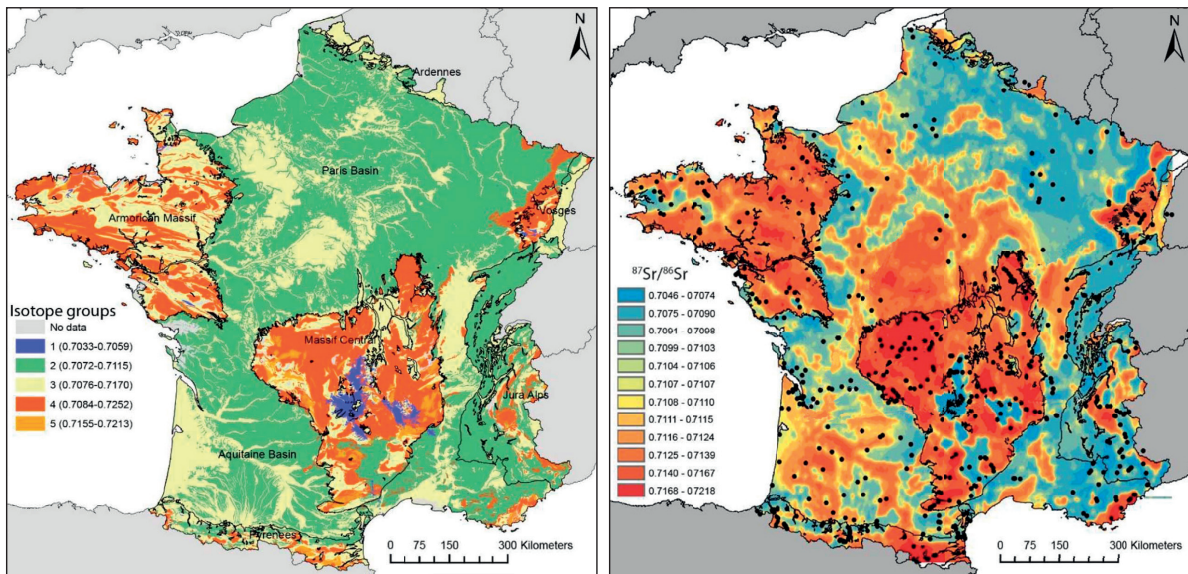 N
Ardennes
Paris Basin
Armorican Massif
Vosges
Isotope groups
No data
1 (0.7033-0.7059)
2 (0.7072-0.7115)
3 (0.7076-0.7170)
4 (0.7084-0.7252)
5 (0.7155-0.7213)
Massif Central
Jura Alps
Aquitaine Basin
Pyrenees
0 75 150 300 Kilometers
N
87Sr/86Sr
0.7046 - 07074
0.7075 - 07090
0.7091 - 07098
0.7099 - 07103
0.7104 - 07106
0.7107 - 07107
0.7108 - 07110
0.7111 - 07115
0.7116 - 07124
0.7125 - 07139
0.7140 - 07167
0.7168 - 07218
0 75 150 300 Kilometers